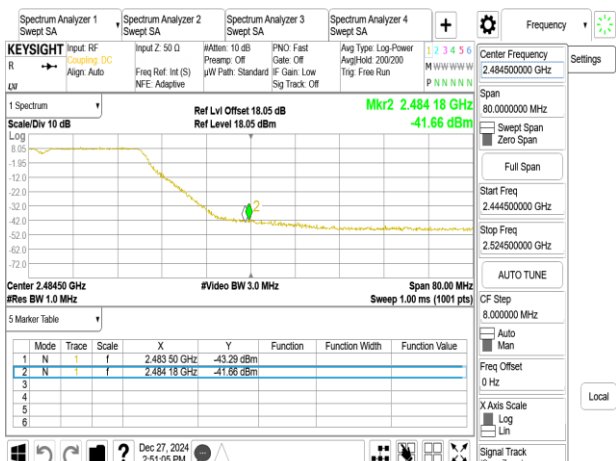 Spectrum Analyzer 1
Swept SA
Spectrum Analyzer 2
Swept SA
Spectrum Analyzer 3
Swept SA
Spectrum Analyzer 4
Swept SA
+
Frequency
KEYSIGHT
R
Input: RF
Coupling: DC
Align: Auto
Input Z: 50 Ω
Freq Ref: Int (S)
NFE: Adaptive
#Atten: 10 dB
Preamp: Off
µW Path: Standard
PNO: Fast
Gate: Off
IF Gain: Low
Sig Track: Off
Avg Type: Log-Power
Avg|Hold: 200/200
Trig: Free Run
1 2 3 4 5 6
M W W W W W
P N N N N N
Settings
Center Frequency
2.484500000 GHz
Span
80.0000000 MHz
Swept Span
Zero Span
Full Span
Start Freq
2.444500000 GHz
Stop Freq
2.524500000 GHz
AUTO TUNE
CF Step
8.000000 MHz
Auto
Man
Freq Offset
0 Hz
X Axis Scale
Log
Lin
Signal Track
Local
1 Spectrum
Scale/Div 10 dB
Ref Lvl Offset 18.05 dB
Ref Level 18.05 dBm
Mkr2 2.484 18 GHz
-41.66 dBm
Log
8.05
-1.95
-12.0
-22.0
-32.0
-42.0
-52.0
-62.0
-72.0
2
Center 2.48450 GHz
#Video BW 3.0 MHz
Span 80.00 MHz
#Res BW 1.0 MHz
Sweep 1.00 ms (1001 pts)
5 Marker Table
Mode Trace Scale X Y Function Function Width Function Value
1 N 1 f 2.483 50 GHz -43.29 dBm
2 N 1 f 2.484 18 GHz -41.66 dBm
3
4
5
6
?
Dec 27, 2024
2:51:05 PM